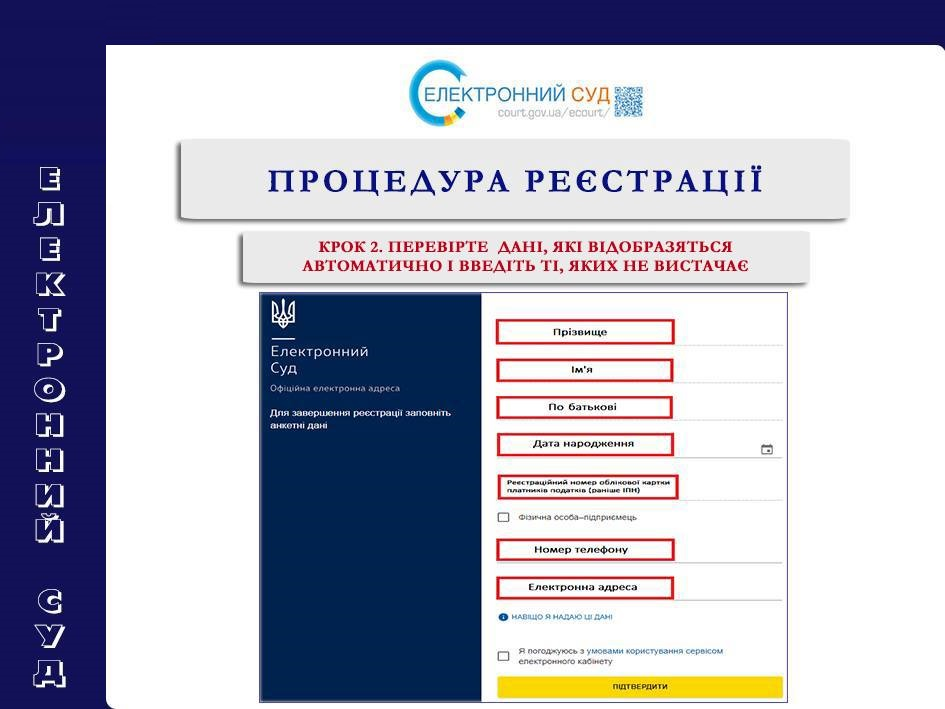 ЕЛЕКТРОННИЙ СУД
ЕЛЕКТРОННИЙ СУД
court.gov.ua/ecourt/
ПРОЦЕДУРА РЕЄСТРАЦІЇ
КРОК 2. ПЕРЕВІРТЕ ДАНІ, ЯКІ ВІДОБРАЗЯТЬСЯ
АВТОМАТИЧНО І ВВЕДІТЬ ТІ, ЯКИХ НЕ ВИСТАЧАЄ
Електронний
Суд
Офіційна електронна адреса
Для завершення реєстрації заповніть
анкетні дані
Прізвище
Ім'я
По батькові
Дата народження
Реєстраційний номер облікової картки
платників податків (раніше ІПН)
Фізична особа-підприємець
Номер телефону
Електронна адреса
НАВІЩО Я НАДАЮ ЦІ ДАНІ
Я погоджуюсь з умовами користування сервісом
електронного кабінету
ПІДТВЕРДИТИ